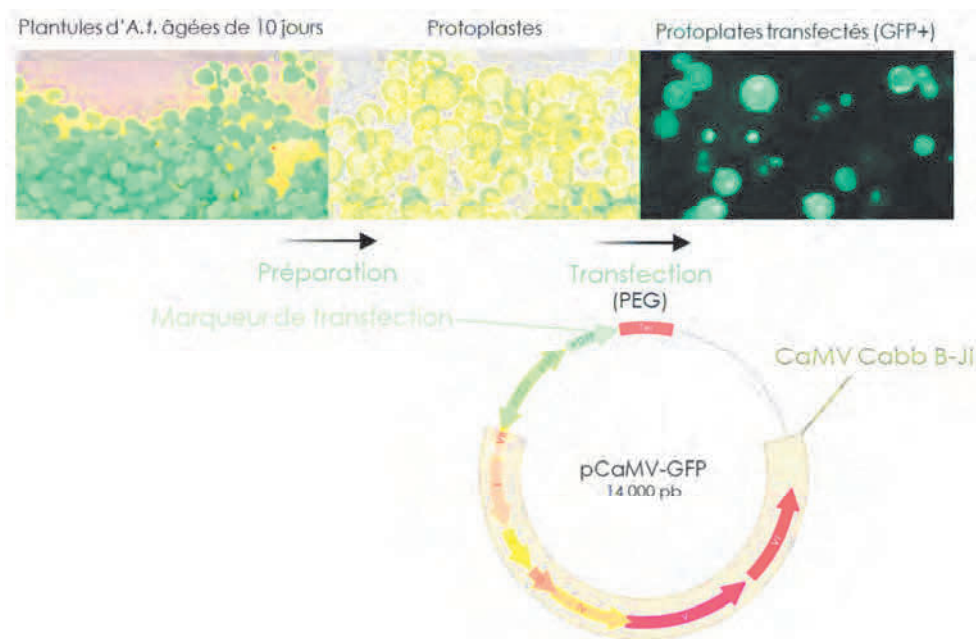 Plantules d'A.t. âgées de 10 jours
Protoplastes
Protoplates transfectés (GFP+)
Préparation
Transfection
(PEG)
Marqueur de transfection
CaMV Cabb B-Ji
pCaMV-GFP
14 000 pb
VI